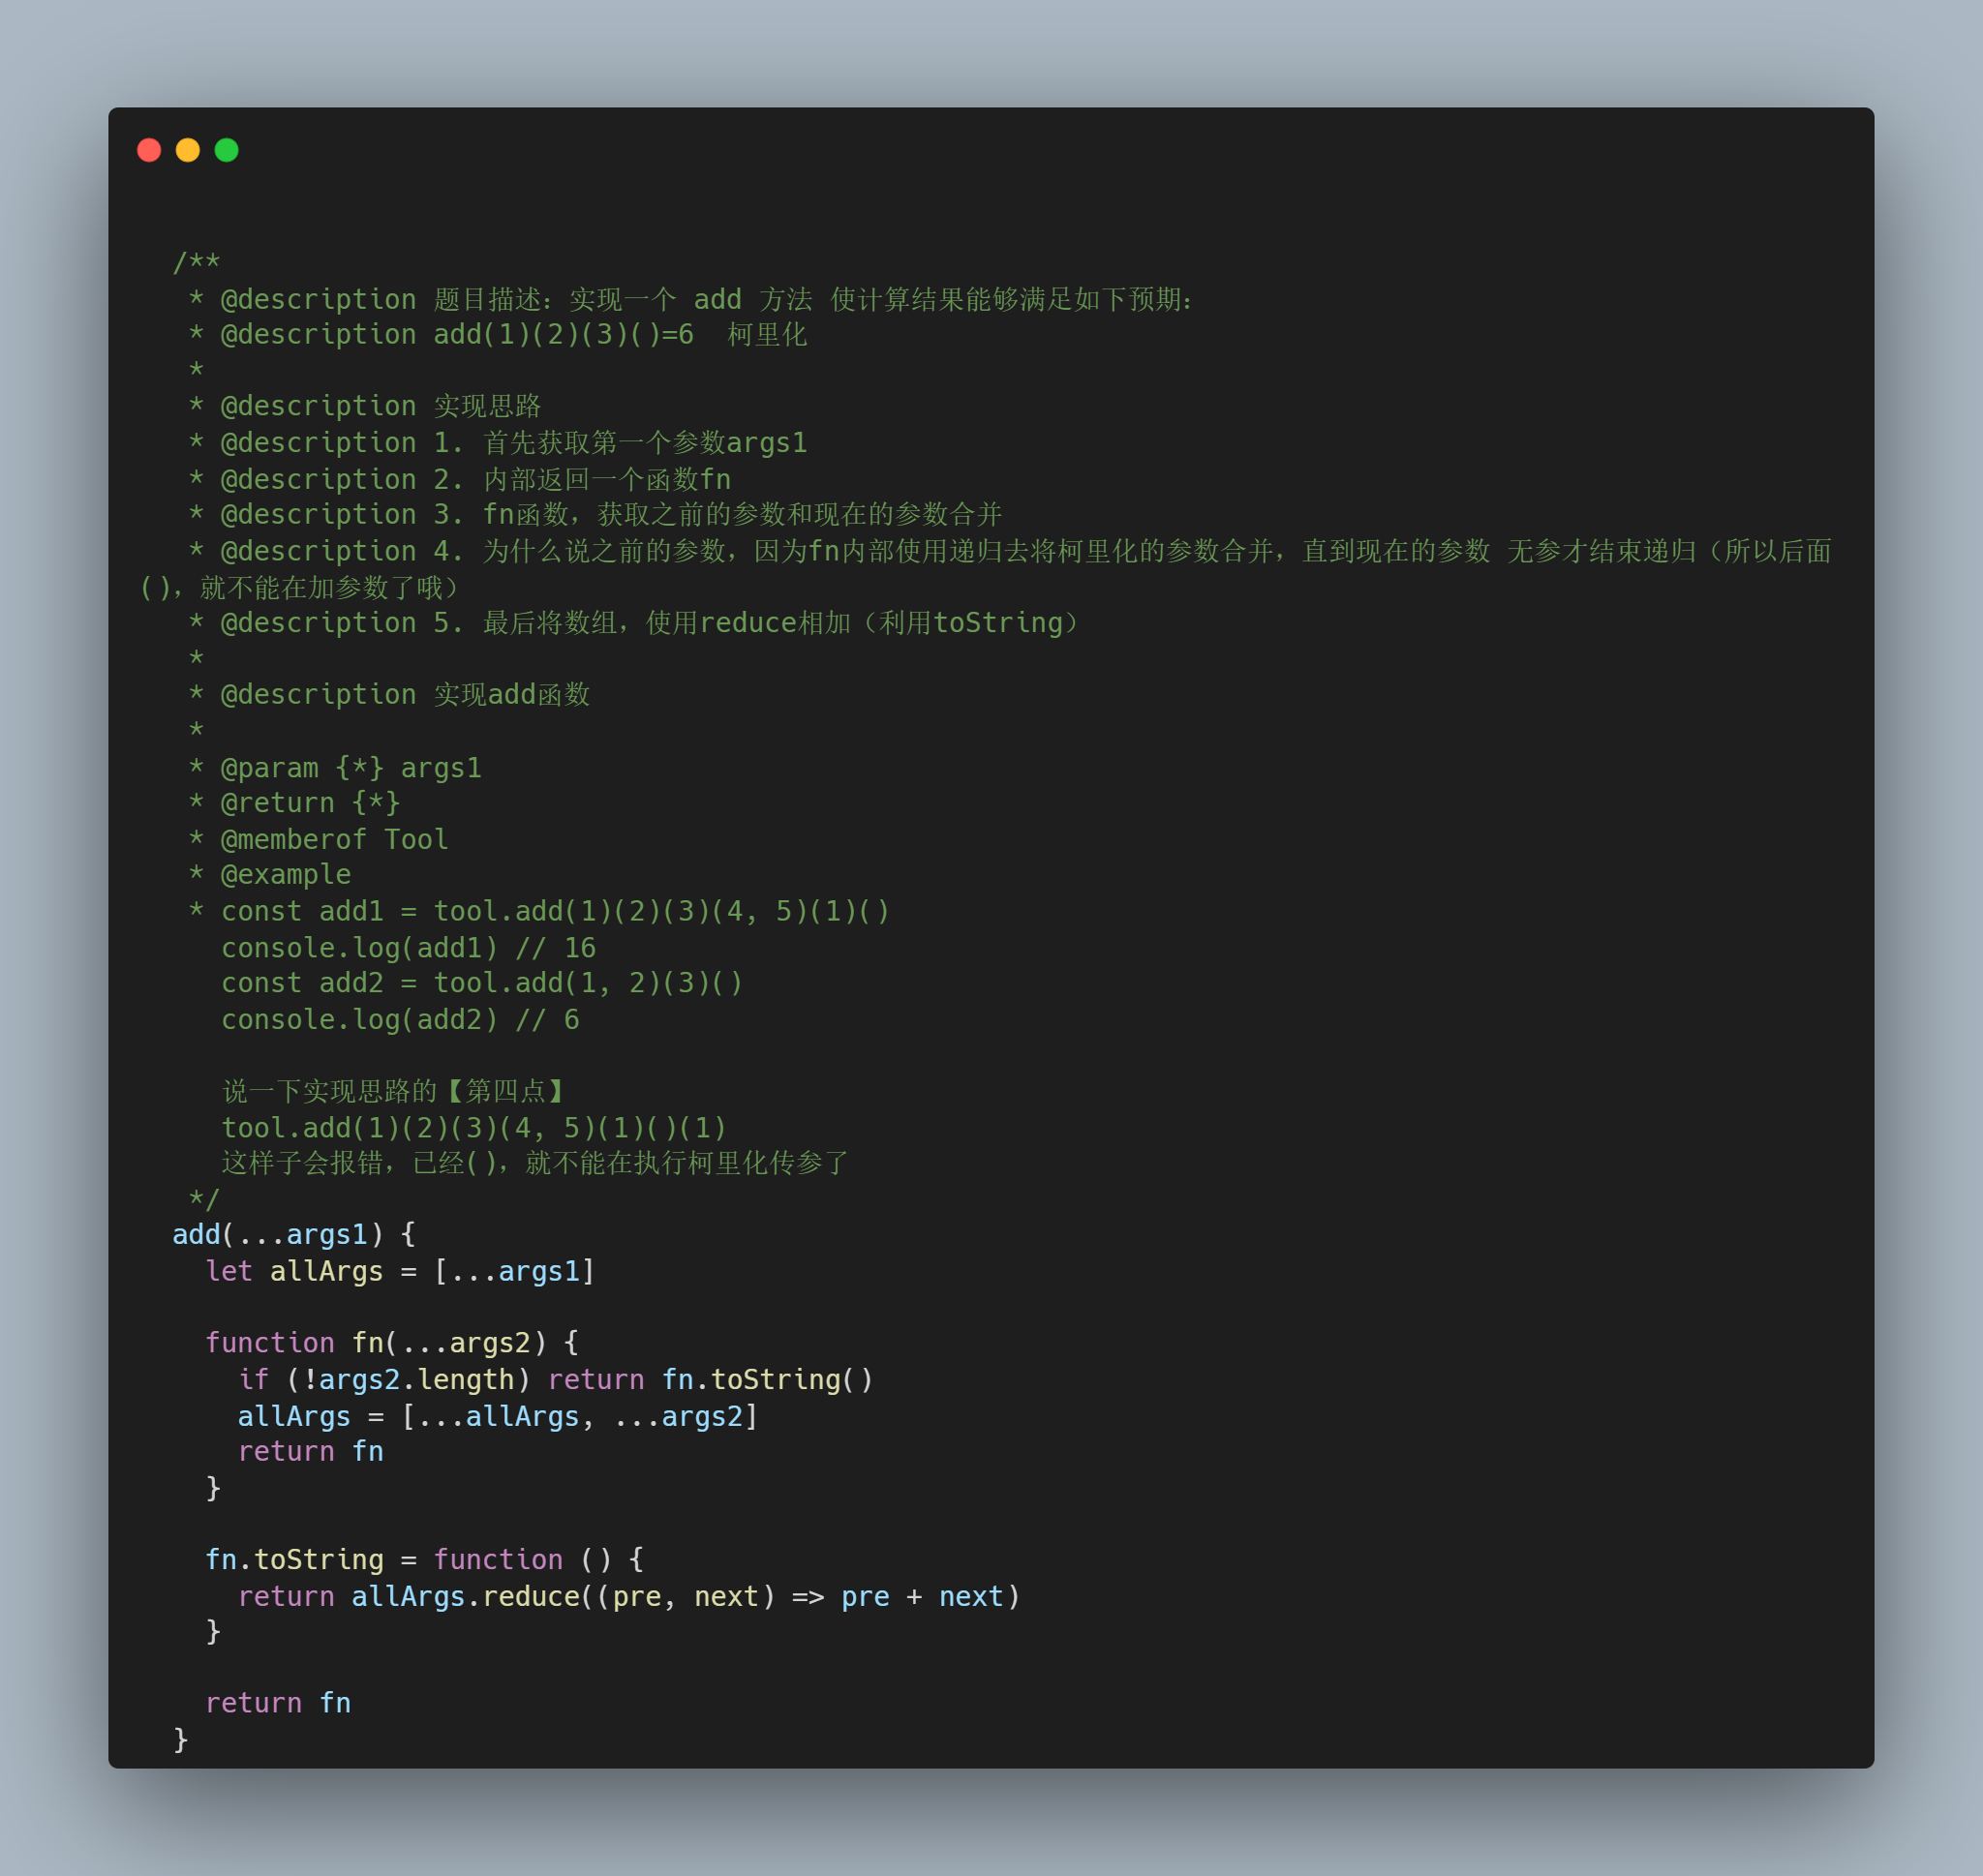 /**
 * @description 题目描述：实现一个 add 方法 使计算结果能够满足如下预期：
 * @description add(1)(2)(3)()=6  柯里化
 *
 * @description 实现思路
 * @description 1. 首先获取第一个参数args1
 * @description 2. 内部返回一个函数fn
 * @description 3. fn函数，获取之前的参数和现在的参数合并
 * @description 4. 为什么说之前的参数，因为fn内部使用递归去将柯里化的参数合并，直到现在的参数 无参才结束递归（所以后面
()，就不能在加参数了哦）
 * @description 5. 最后将数组，使用reduce相加（利用toString）
 *
 * @description 实现add函数
 *
 * @param {*} args1
 * @return {*}
 * @memberof Tool
 * @example
 * const add1 = tool.add(1)(2)(3)(4, 5)(1)()
   console.log(add1) // 16
   const add2 = tool.add(1, 2)(3)()
   console.log(add2) // 6

   说一下实现思路的【第四点】
   tool.add(1)(2)(3)(4, 5)(1)()(1)
   这样子会报错，已经()，就不能在执行柯里化传参了
 */
add(...args1) {
  let allArgs = [...args1]

  function fn(...args2) {
    if (!args2.length) return fn.toString()
    allArgs = [...allArgs, ...args2]
    return fn
  }

  fn.toString = function () {
    return allArgs.reduce((pre, next) => pre + next)
  }

  return fn
}